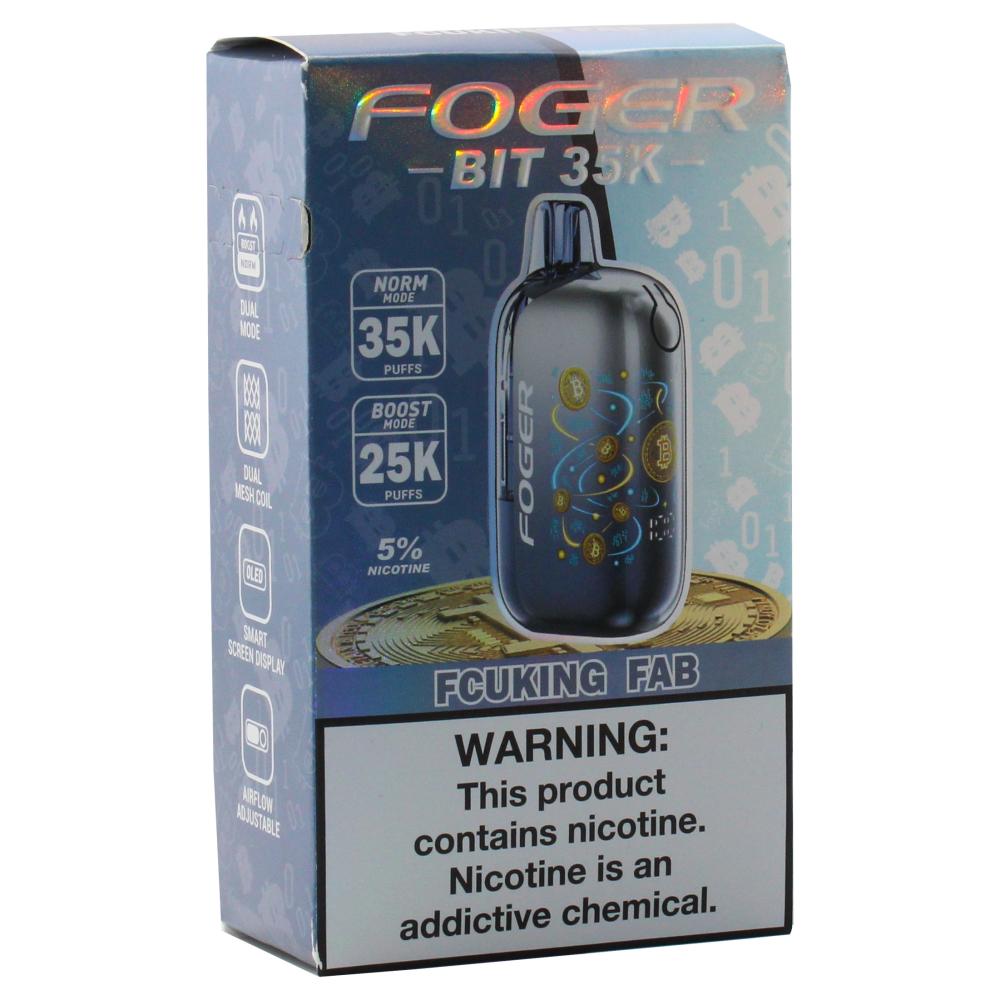 FOGER
BIT 35K
NORM
MODE
35K
PUFFS
BOOST
MODE
25K
PUFFS
5%
NICOTINE
FOGER
FCUKING FAB
WARNING:
This product
contains nicotine.
Nicotine is an
addictive chemical.
BOOST
NORM
DUAL
MODE
DUAL
MESH COIL
OLED
SMART
SCREEN DISPLAY
AIRFLOW
ADJUSTABLE